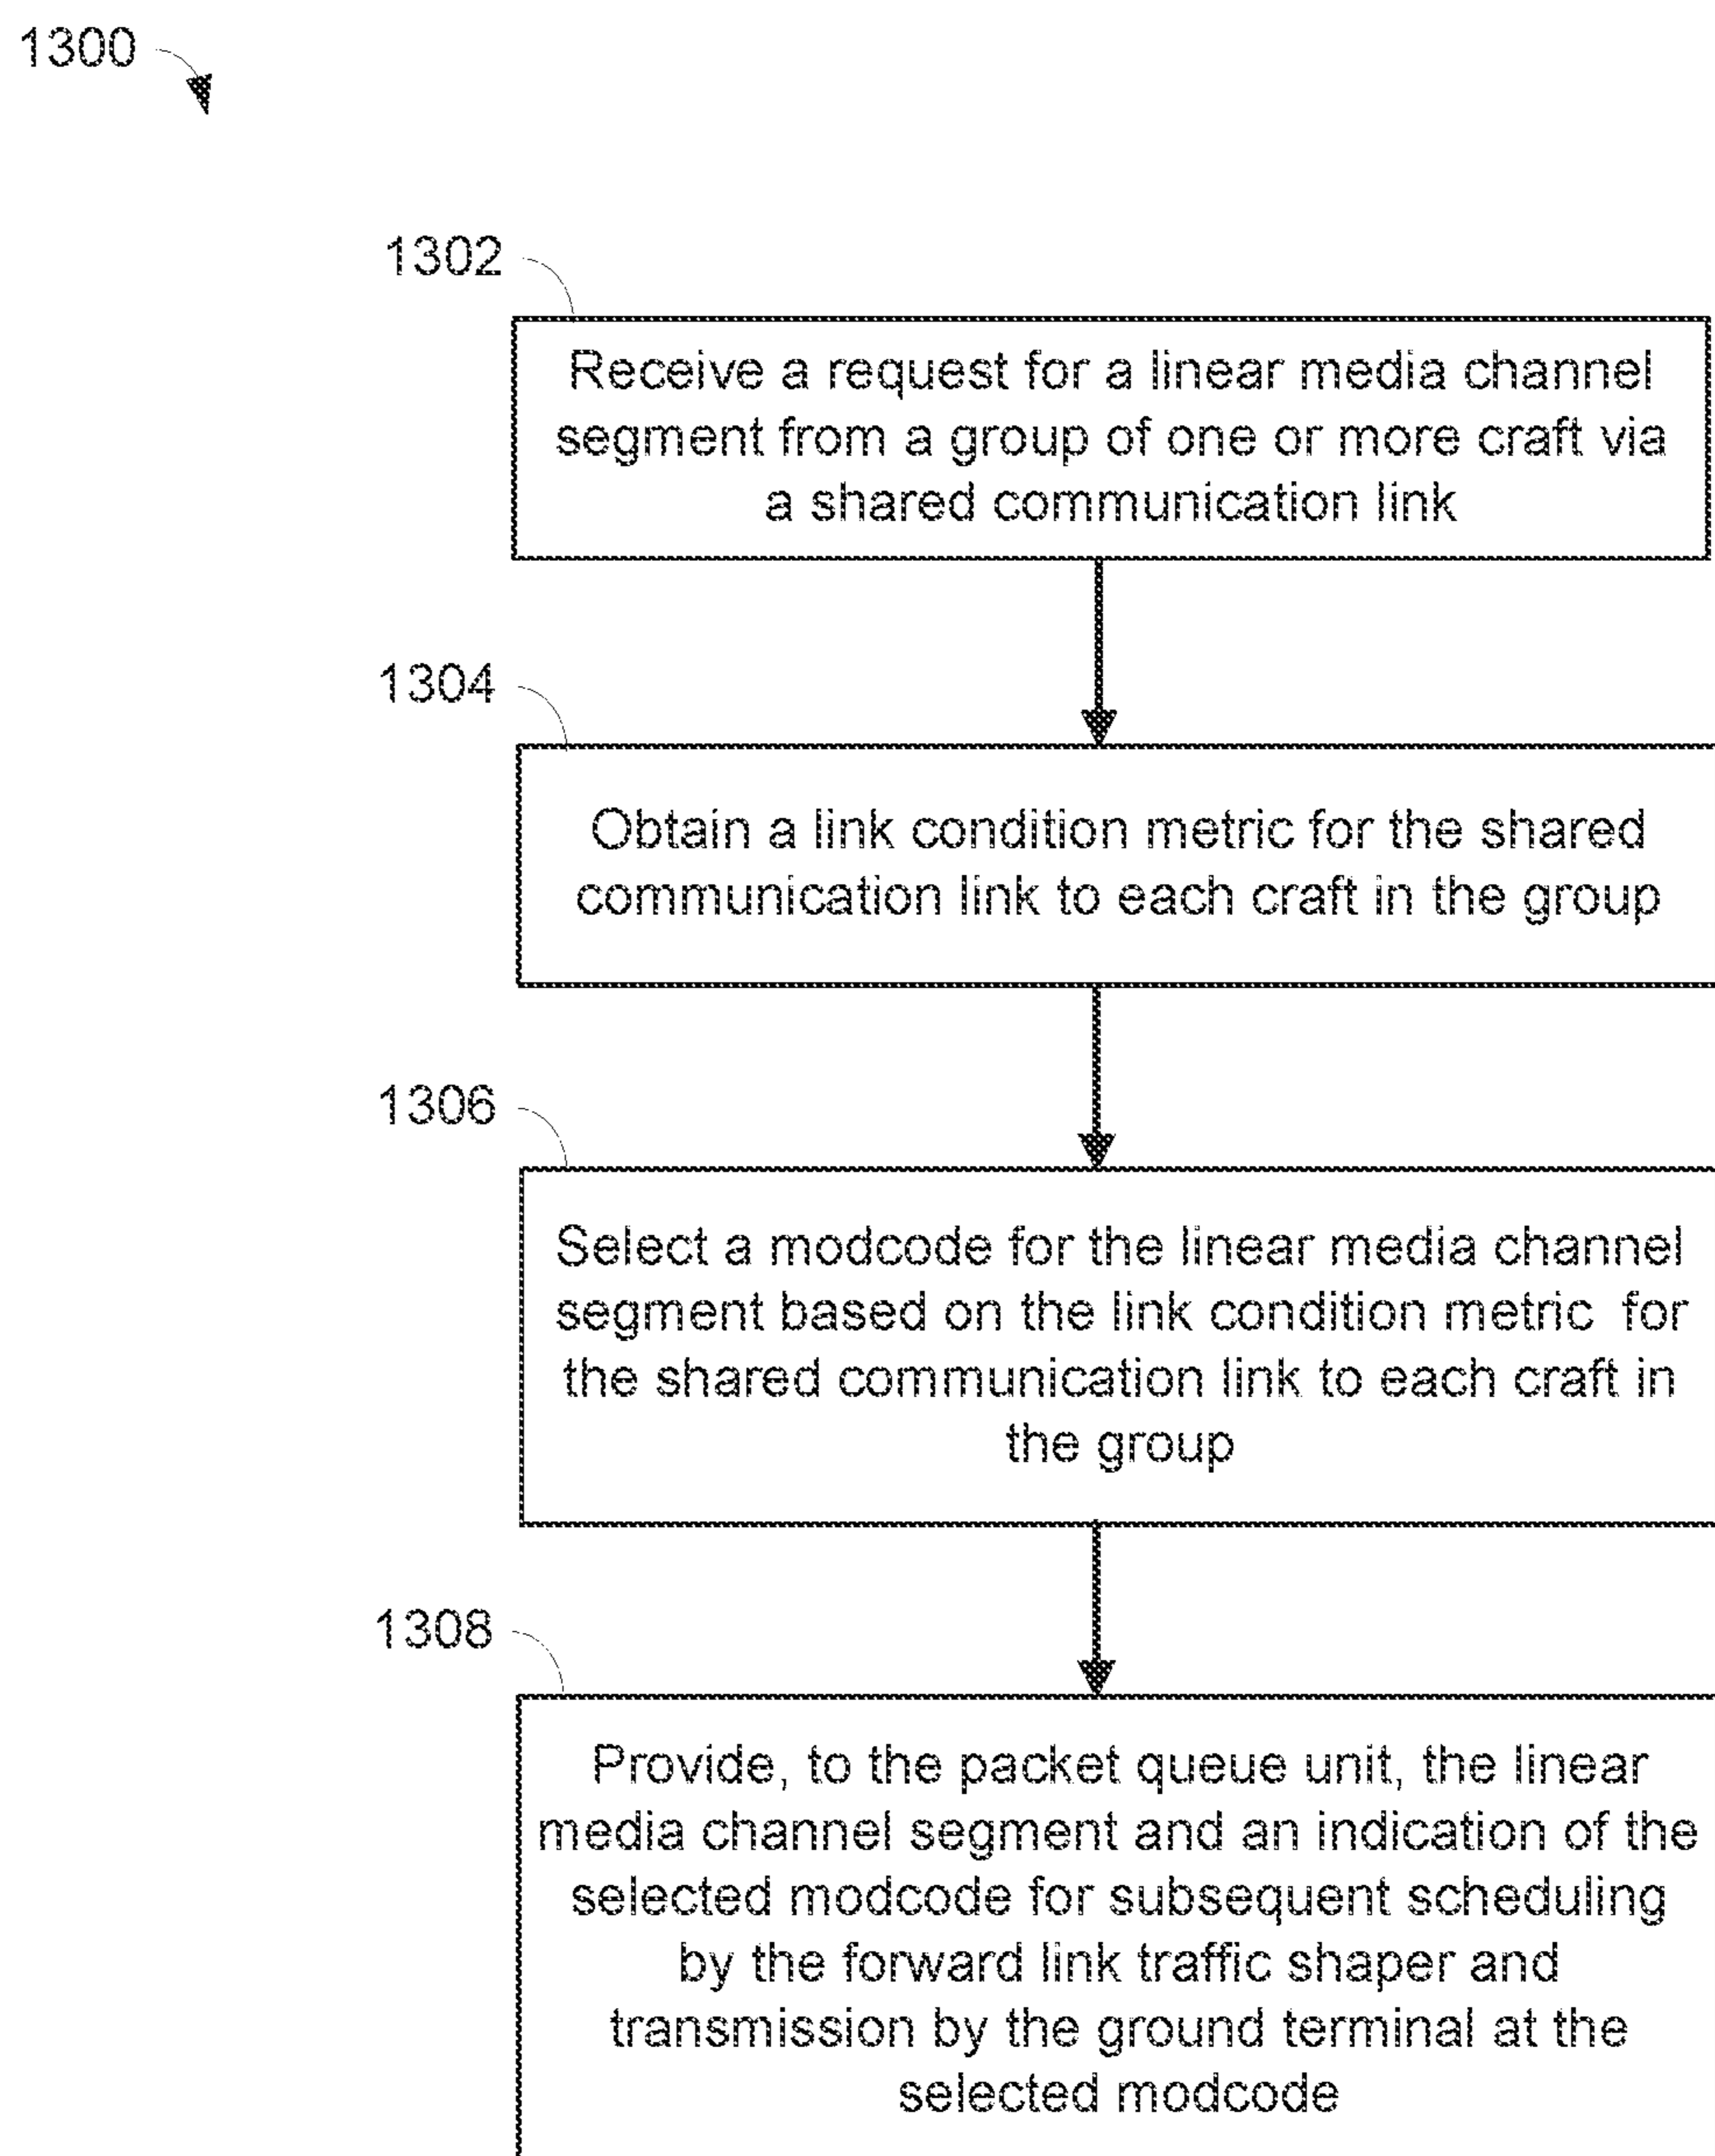 1300
1302
Receive a request for a linear media channel
segment from a group of one or more craft via
a shared communication link
1304
Obtain a link condition metric for the shared
communication link to each craft in the group
1306
Select a modcode for the linear media channel
segment based on the link condition metric for
the shared communication link to each craft in
the group
1308
Provide, to the packet queue unit, the linear
media channel segment and an indication of the
selected modcode for subsequent scheduling
by the forward link traffic shaper and
transmission by the ground terminal at the
selected modcode